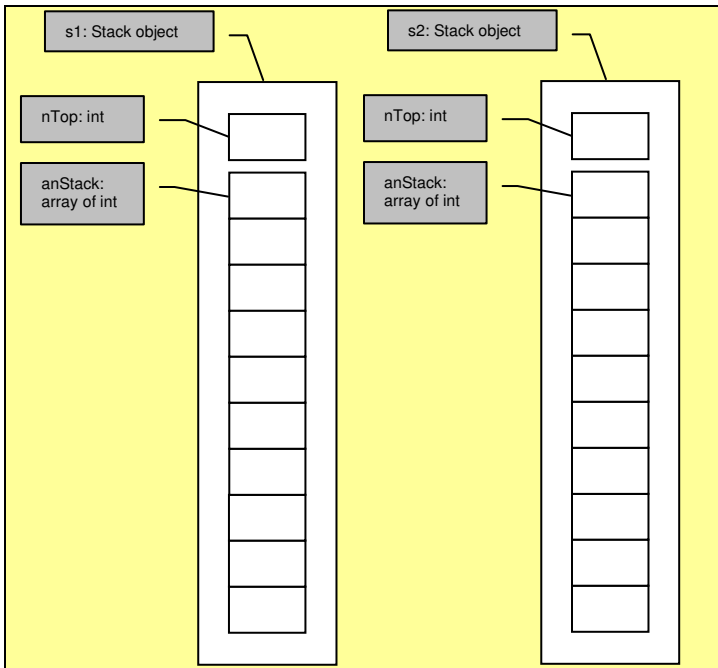 s1: Stack object
nTop: int
anStack:
array of int
s2: Stack object
nTop: int
anStack:
array of int